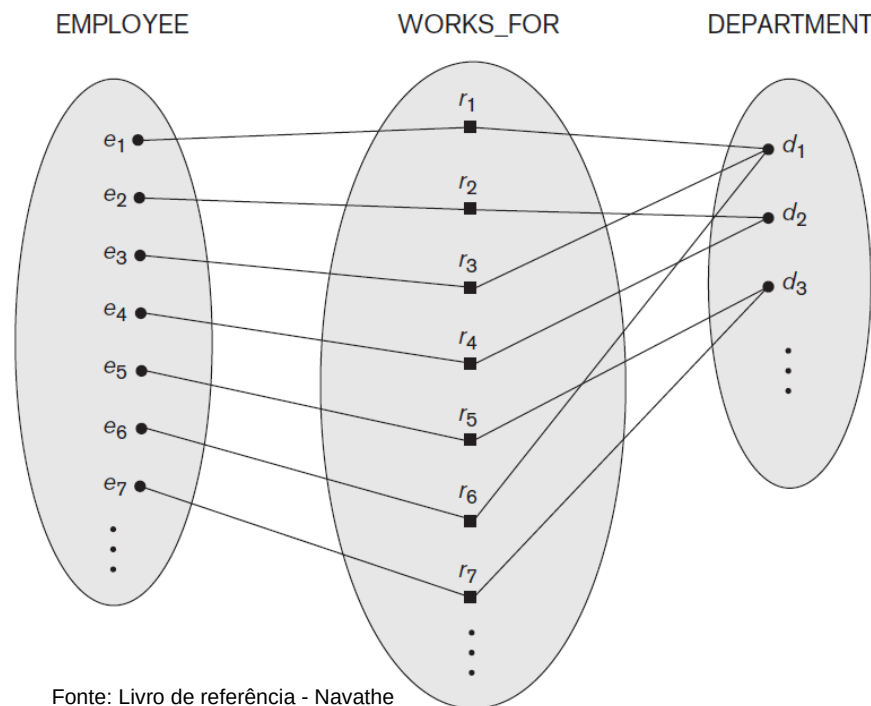 EMPLOYEE WORKS_FOR DEPARTMENT
e1
e2
e3
e4
e5
e6
e7
r1
r2
r3
r4
r5
r6
r7
d1
d2
d3
Fonte: Livro de referência - Navathe